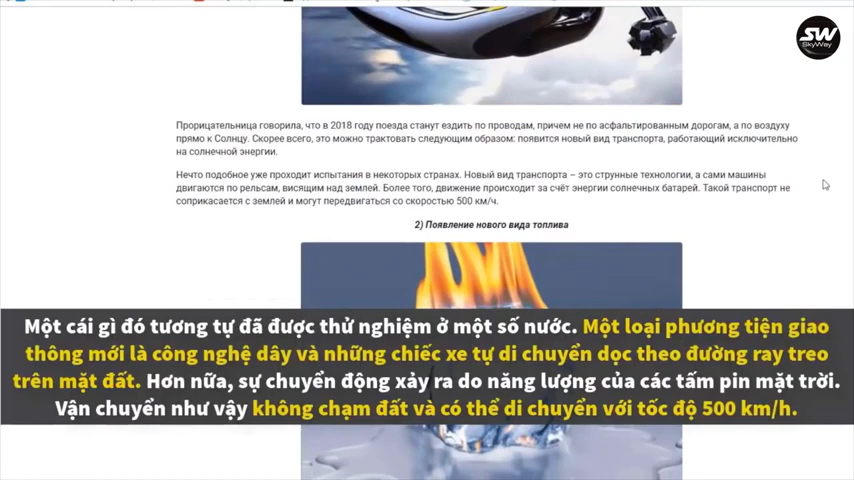 SW
SkyWay
Прорицательница говорила, что в 2018 году поезда станут ездить по проводам, причем не по асфальтированным дорогам, а по воздуху
прямо к Солнцу. Скорее всего, это можно трактовать следующим образом: появится новый вид транспорта, работающий исключительно
на солнечной энергии.
Нечто подобное уже проходит испытания в некоторых странах. Новый вид транспорта – это струнные технологии, а сами машины
двигаются по рельсам, висящим над землей. Более того, движение происходит за счёт энергии солнечных батарей. Такой транспорт не
соприкасается с землей и могут передвигаться со скоростью 500 км/ч.
2) Появление нового вида топлива
Một cái gì đó tương tự đã được thử nghiệm ở một số nước. Một loại phương tiện giao
thông mới là công nghệ dây và những chiếc xe tự di chuyển dọc theo đường ray treo
trên mặt đất. Hơn nữa, sự chuyển động xảy ra do năng lượng của các tấm pin mặt trời.
Vận chuyển như vậy không chạm đất và có thể di chuyển với tốc độ 500 km/h.